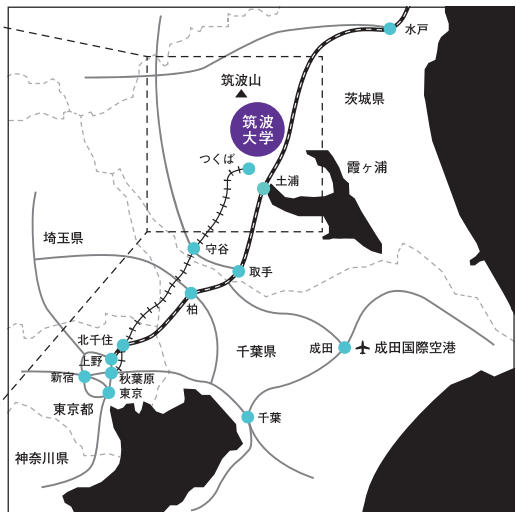 水戸
筑波山
茨城県
筑波
大学
つくば
霞ヶ浦
土浦
埼玉県
守谷
取手
柏
北千住
千葉県
成田
成田国際空港
上野
新宿
秋葉原
東京
東京都
千葉
神奈川県